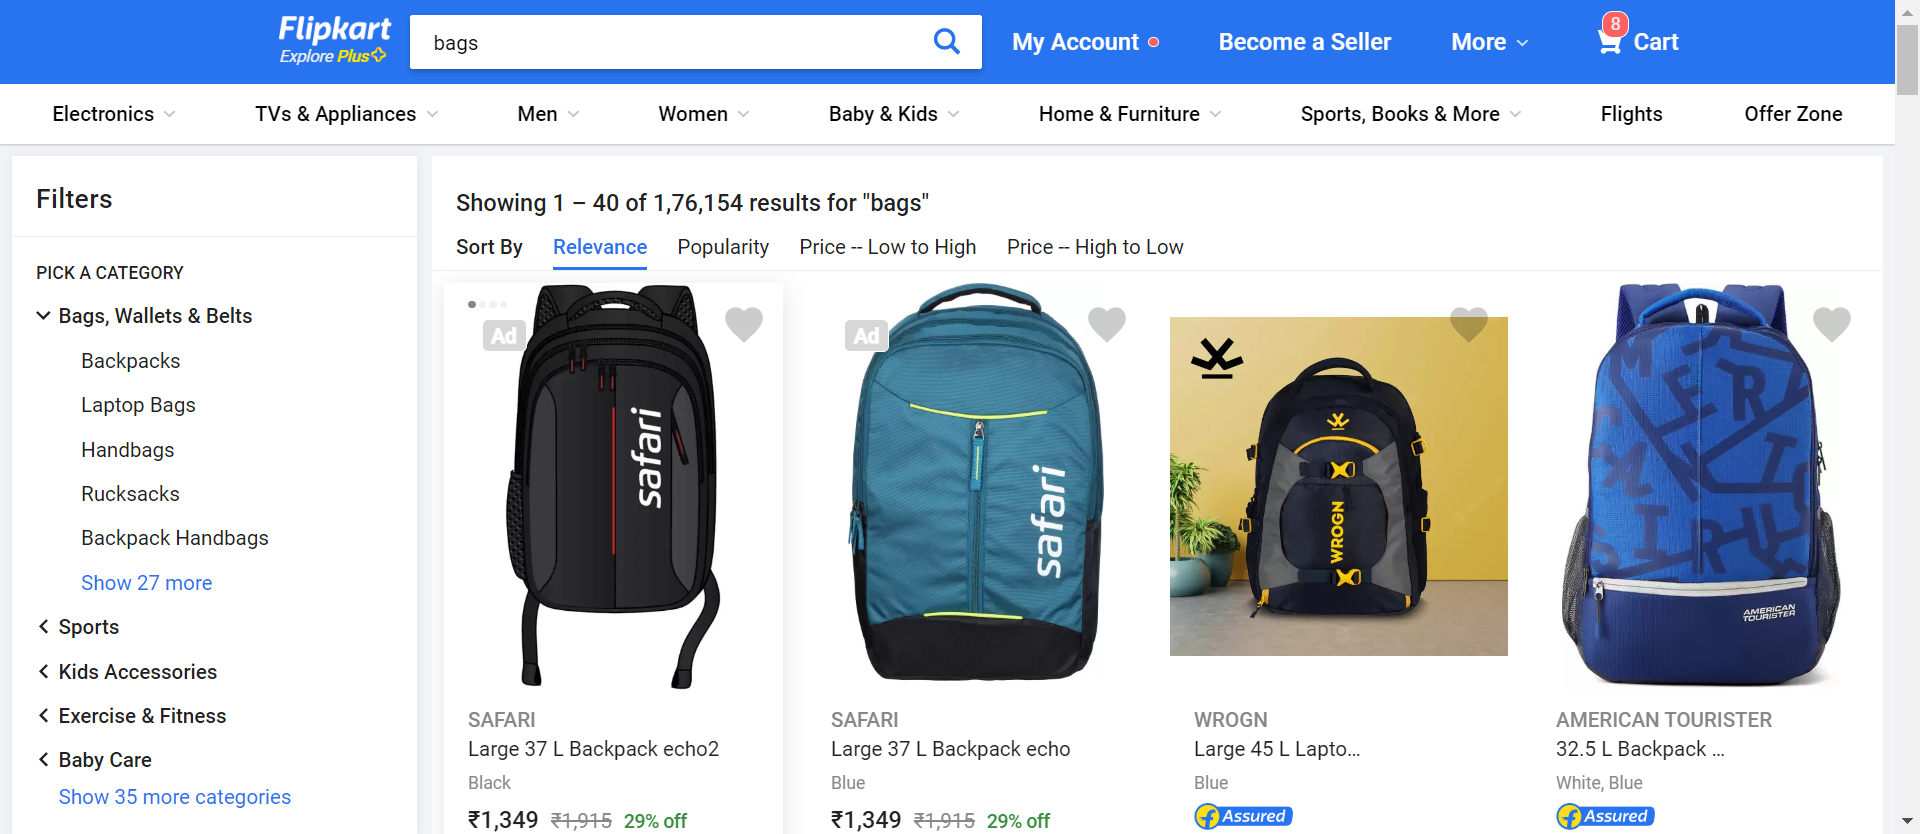 Flipkart
Explore Plus
bags
My Account
Become a Seller
More
8
Cart
Electronics
TVs & Appliances
Men
Women
Baby & Kids
Home & Furniture
Sports, Books & More
Flights
Offer Zone
Filters
PICK A CATEGORY
Bags, Wallets & Belts
Backpacks
Laptop Bags
Handbags
Rucksacks
Backpack Handbags
Show 27 more
Sports
Kids Accessories
Exercise & Fitness
Baby Care
Show 35 more categories
Showing 1 – 40 of 1,76,154 results for "bags"
Sort By
Relevance
Popularity
Price -- Low to High
Price -- High to Low
Ad
safari
SAFARI
Large 37 L Backpack echo2
Black
₹1,349 ₹1,915 29% off
Ad
safari
SAFARI
Large 37 L Backpack echo
Blue
₹1,349 ₹1,915 29% off
WROGN
WROGN
Large 45 L Lapto...
Blue
Assured
AMERICAN
TOURISTER
AMERICAN TOURISTER
32.5 L Backpack ...
White, Blue
Assured